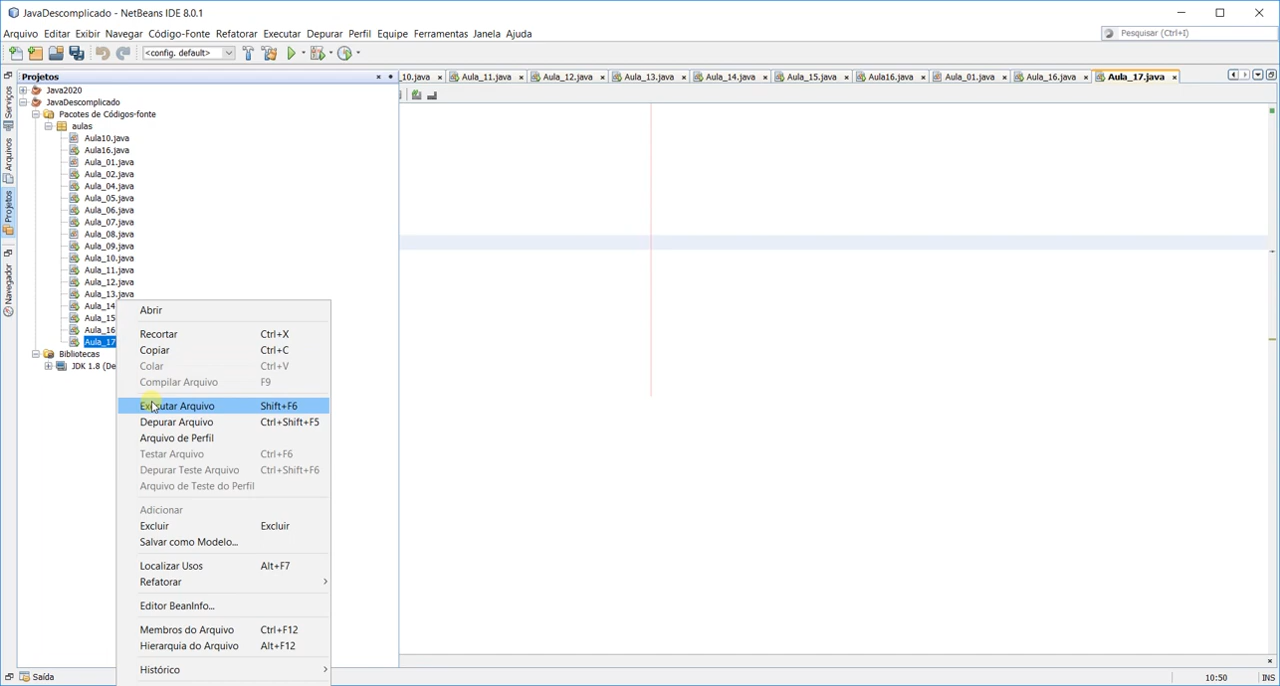 JavaDescomplicado - NetBeans IDE 8.0.1
Arquivo Editar Exibir Navegar Código-Fonte Refatorar Executar Depurar Perfil Equipe Ferramentas Janela Ajuda
Pesquisar (Ctrl+I)
<config. default>
Projetos
_10.java Aula_11.java Aula_12.java Aula_13.java Aula_14.java Aula_15.java Aula16.java Aula_01.java Aula_16.java Aula_17.java
Serviços
Arquivos
Projetos
Navegador
Java2020
JavaDescomplicado
Pacotes de Códigos-fonte
aulas
Aula10.java
Aula16.java
Aula_01.java
Aula_02.java
Aula_04.java
Aula_05.java
Aula_06.java
Aula_07.java
Aula_08.java
Aula_09.java
Aula_10.java
Aula_11.java
Aula_12.java
Aula_13.java
Aula_14
Aula_15
Aula_16
Aula_17
Bibliotecas
JDK 1.8 (De
Abrir
Recortar Ctrl+X
Copiar Ctrl+C
Colar Ctrl+V
Compilar Arquivo F9
Executar Arquivo Shift+F6
Depurar Arquivo Ctrl+Shift+F5
Arquivo de Perfil
Testar Arquivo Ctrl+F6
Depurar Teste Arquivo Ctrl+Shift+F6
Arquivo de Teste do Perfil
Adicionar
Excluir Excluir
Salvar como Modelo...
Localizar Usos Alt+F7
Refatorar
Editor BeanInfo...
Membros do Arquivo Ctrl+F12
Hierarquia do Arquivo Alt+F12
Histórico
Saída
10:50 INS